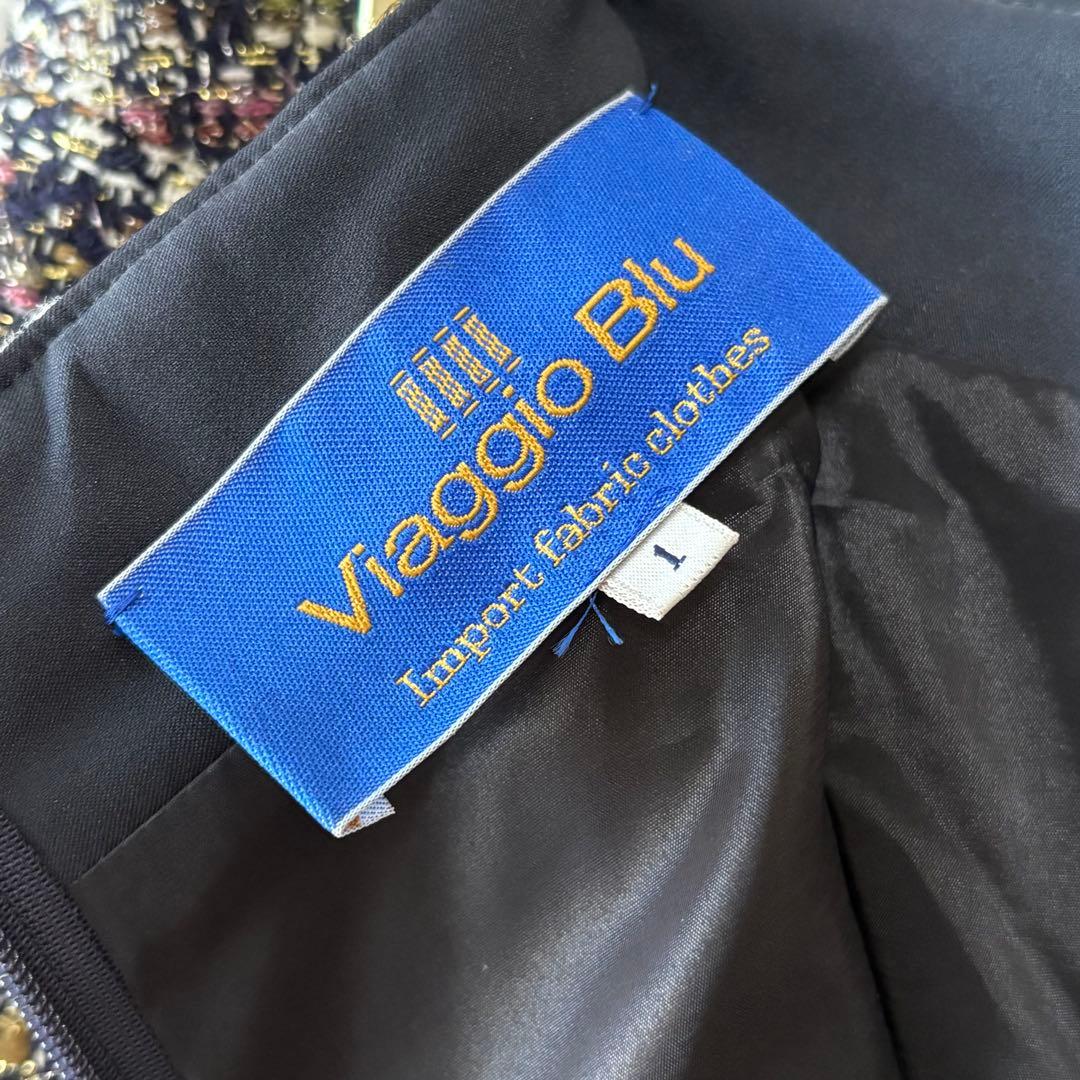 Viaggio Blu
Import fabric clothes
1